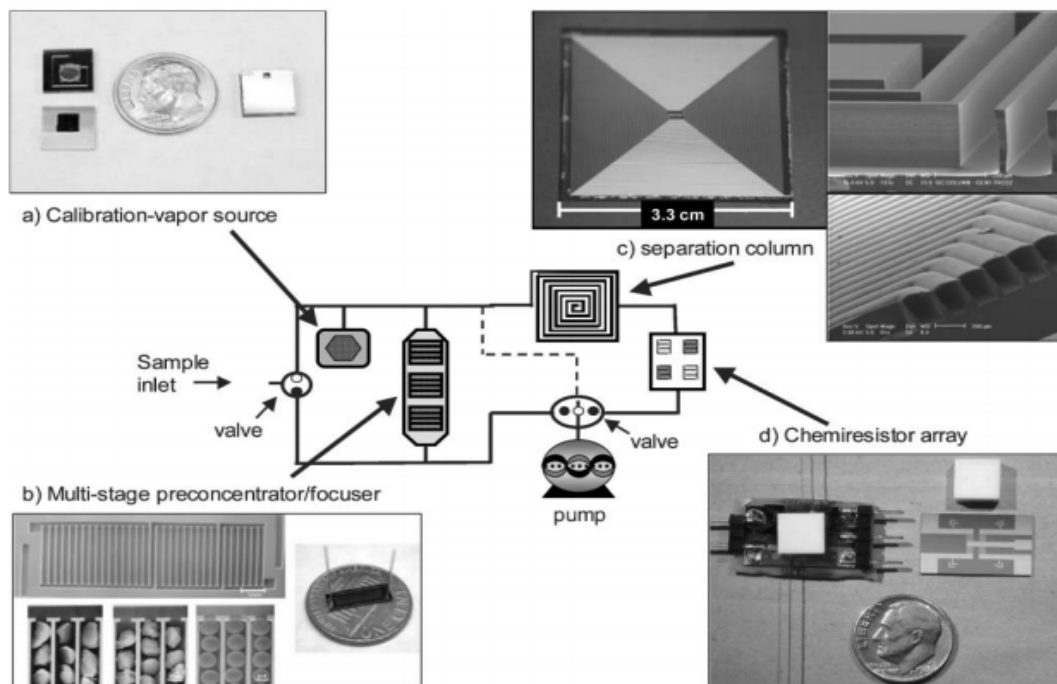 a) Calibration-vapor source
3.3 cm
c) separation column
Sample
inlet
valve
valve
d) Chemiresistor array
b) Multi-stage preconcentrator/focuser
pump
LIBERTY